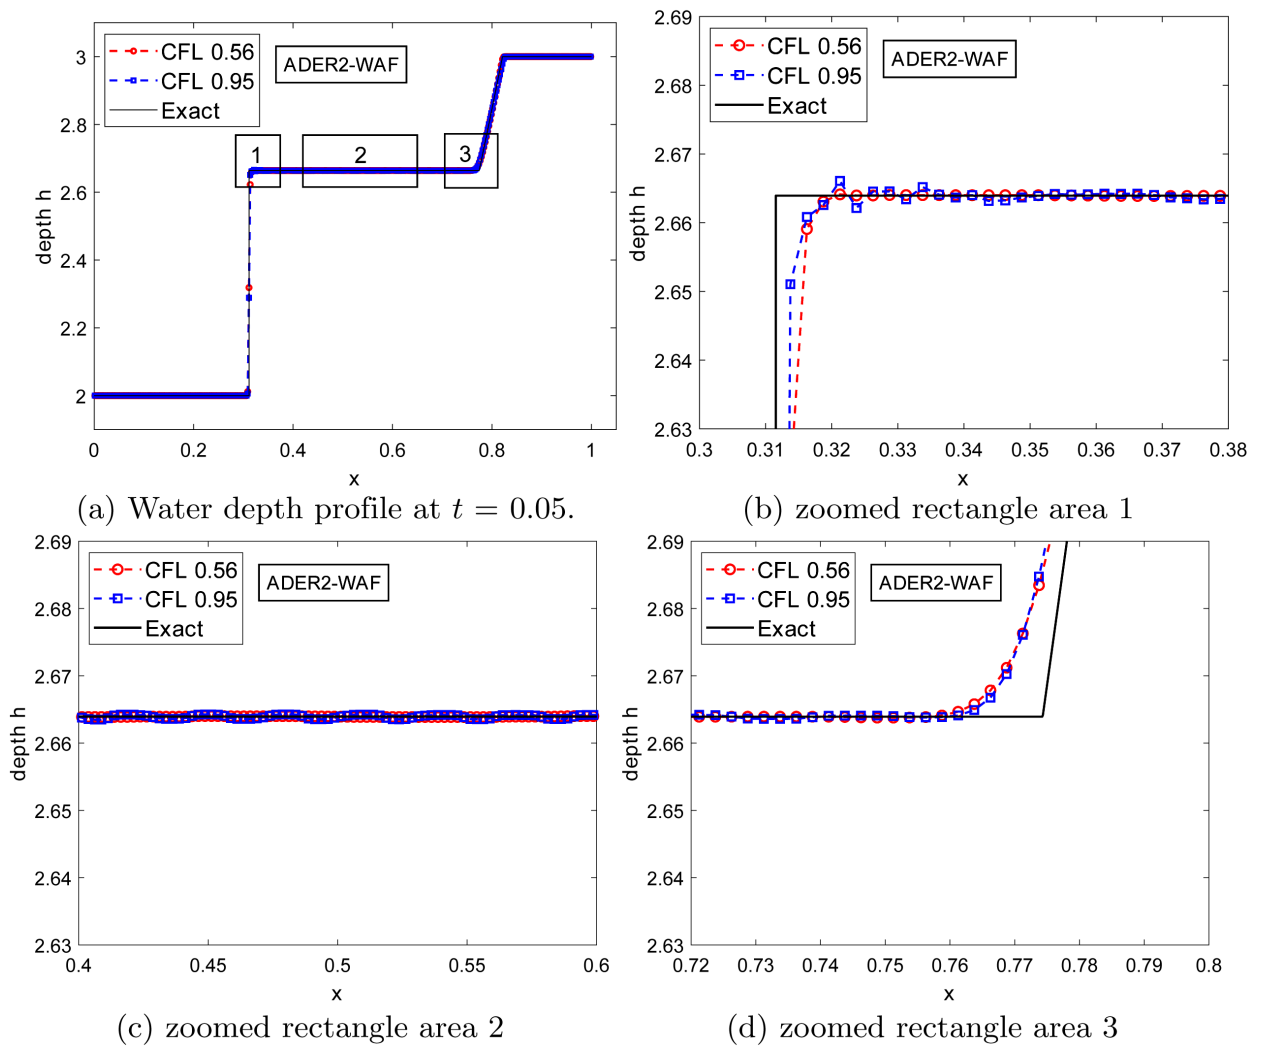 CFL 0.56
CFL 0.95
Exact
ADER2-WAF
1
2
3
3
2.8
2.6
2.4
2.2
2
depth h
0
0.2
0.4
0.6
0.8
1
x
(a) Water depth profile at t = 0.05.
CFL 0.56
CFL 0.95
Exact
ADER2-WAF
2.69
2.68
2.67
2.66
2.65
2.64
2.63
depth h
0.3
0.31
0.32
0.33
0.34
0.35
0.36
0.37
0.38
x
(b) zoomed rectangle area 1
CFL 0.56
CFL 0.95
Exact
ADER2-WAF
2.69
2.68
2.67
2.66
2.65
2.64
2.63
depth h
0.4
0.45
0.5
0.55
0.6
x
(c) zoomed rectangle area 2
CFL 0.56
CFL 0.95
Exact
ADER2-WAF
2.69
2.68
2.67
2.66
2.65
2.64
2.63
depth h
0.72
0.73
0.74
0.75
0.76
0.77
0.78
0.79
0.8
x
(d) zoomed rectangle area 3